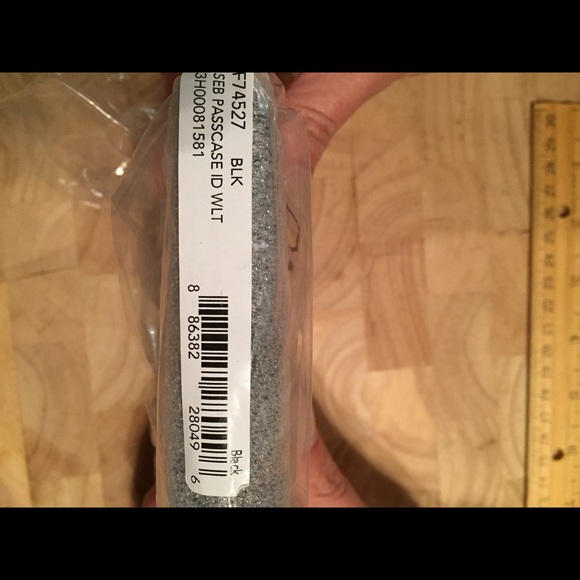 F74527 BLK
SEB PASSCASE ID WLT
3H00081581
8 86382 28049 6
Black